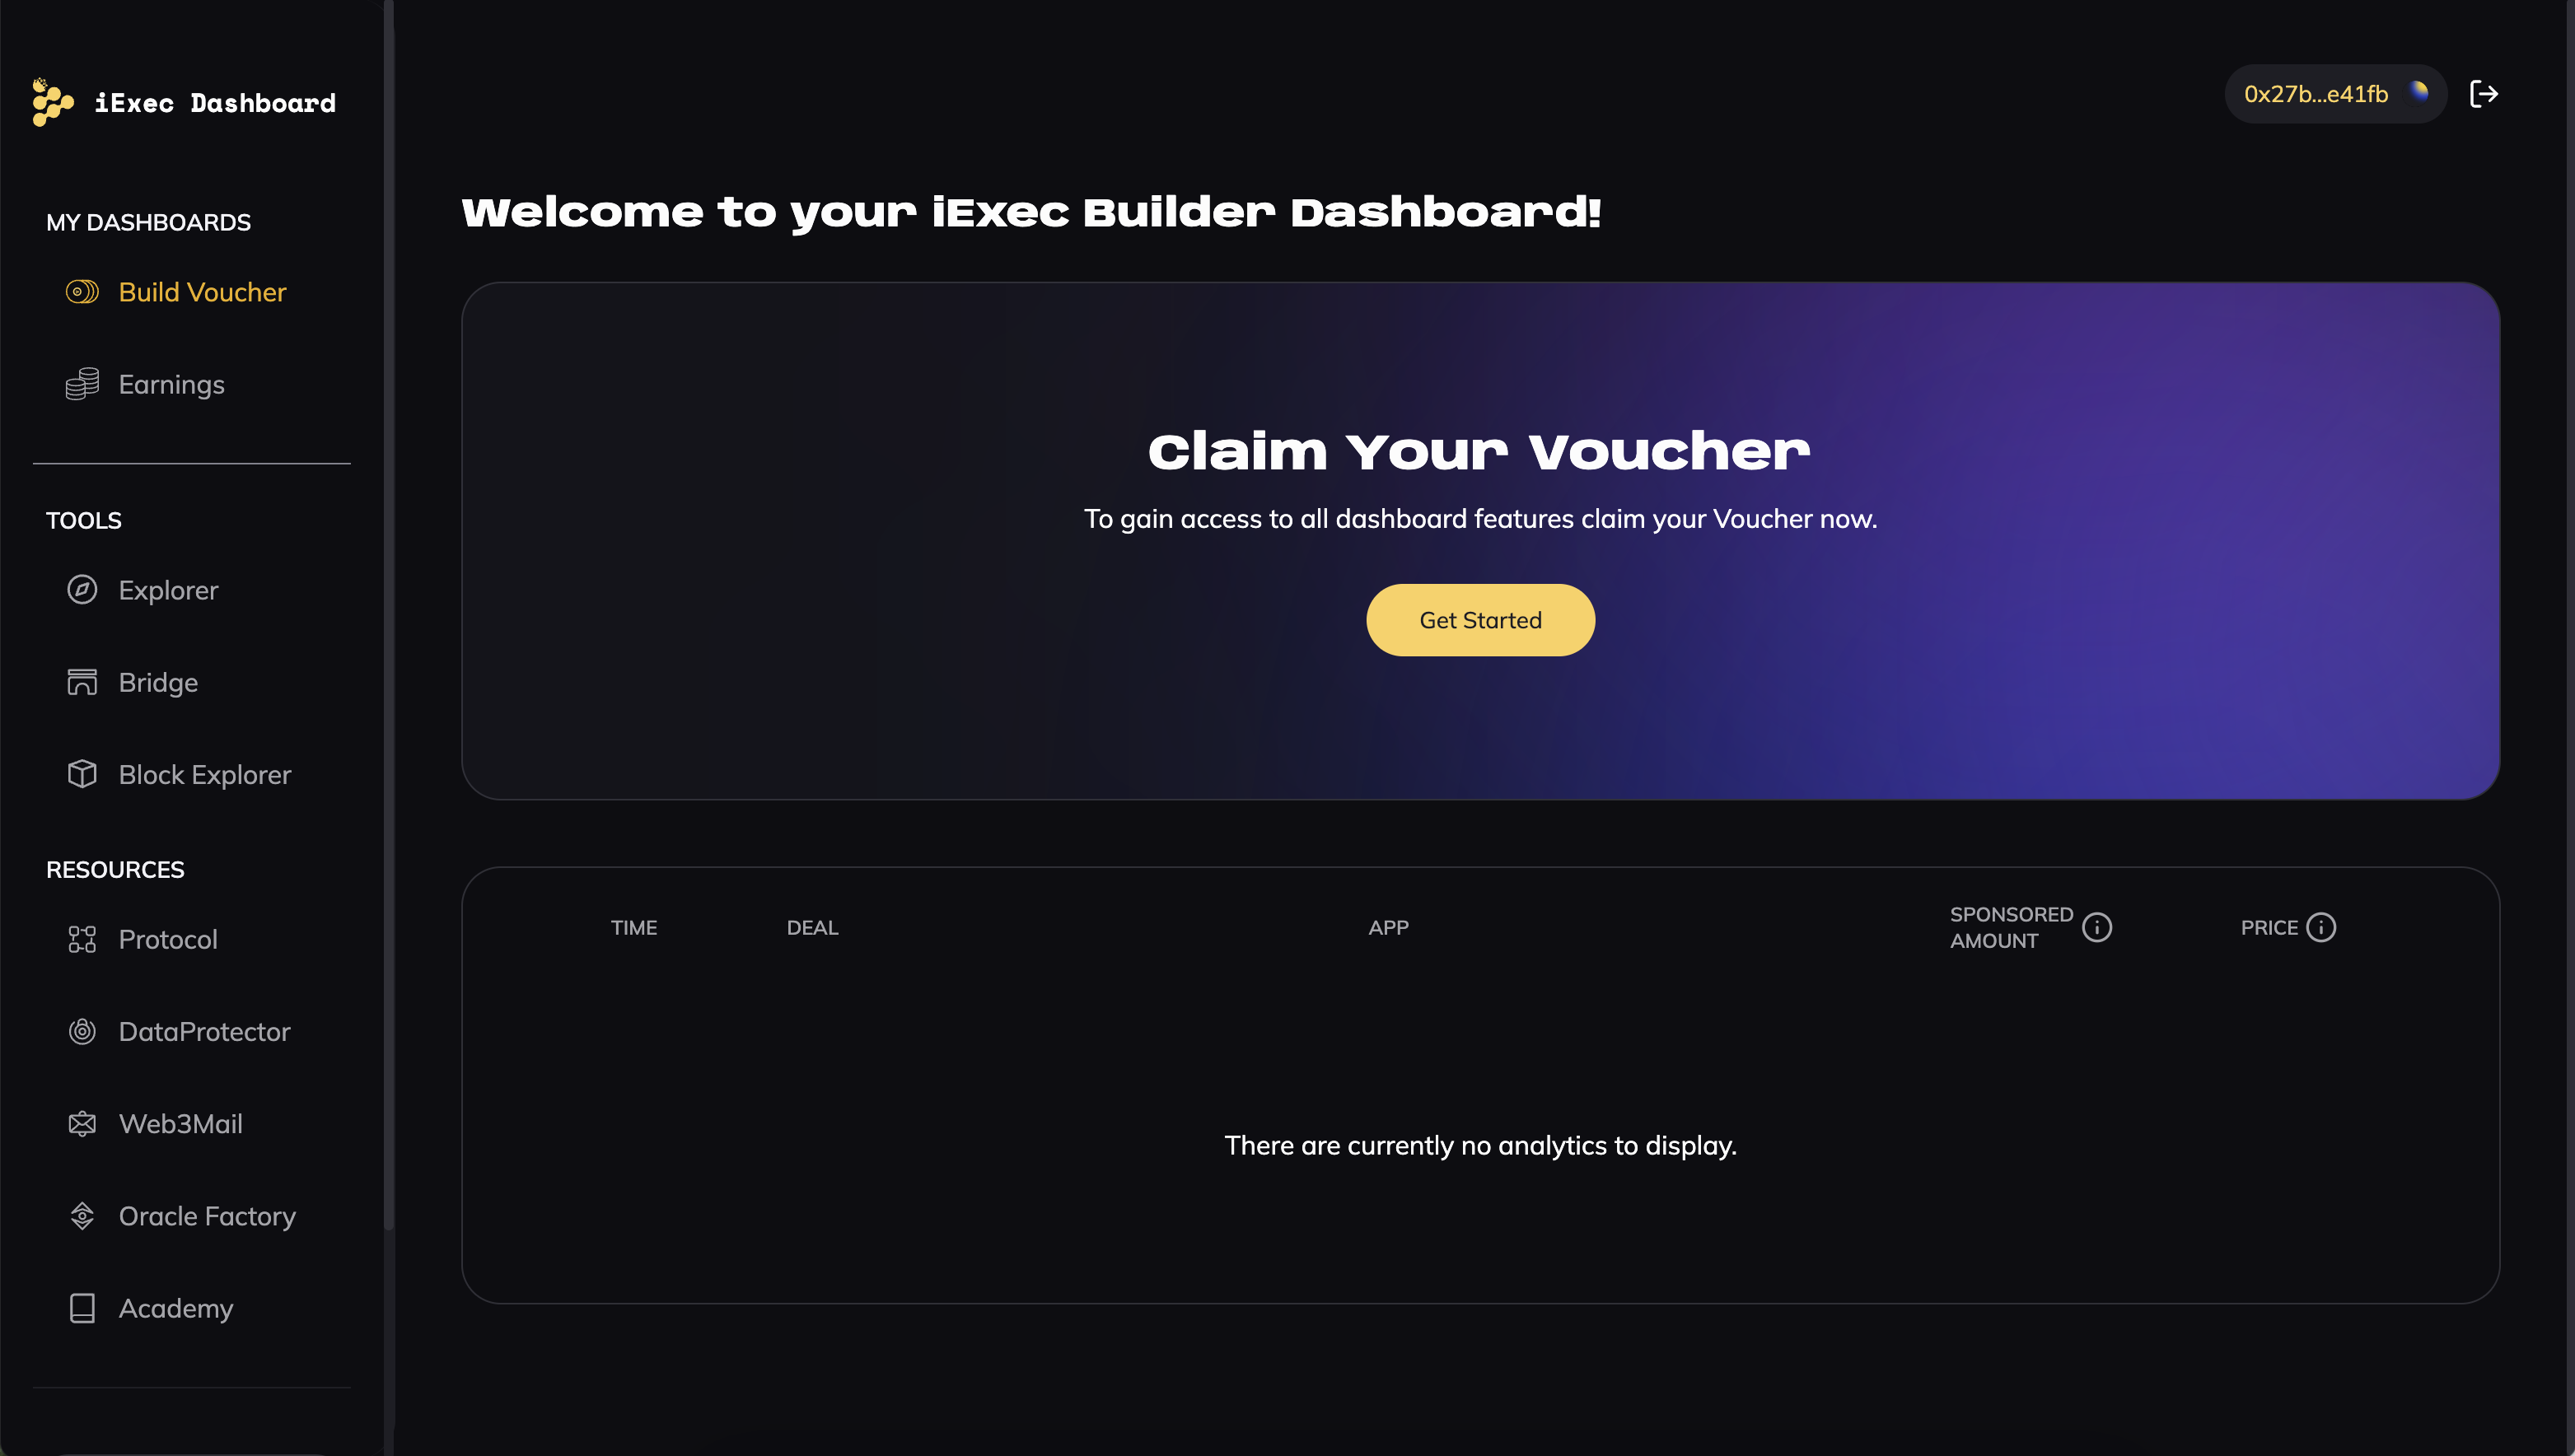 iExec Dashboard
0x27b...e41fb
MY DASHBOARDS
Build Voucher
Earnings
TOOLS
Explorer
Bridge
Block Explorer
RESOURCES
Protocol
DataProtector
Web3Mail
Oracle Factory
Academy
Welcome to your iExec Builder Dashboard!
Claim Your Voucher
To gain access to all dashboard features claim your Voucher now.
Get Started
TIME DEAL APP SPONSORED AMOUNT PRICE
There are currently no analytics to display.